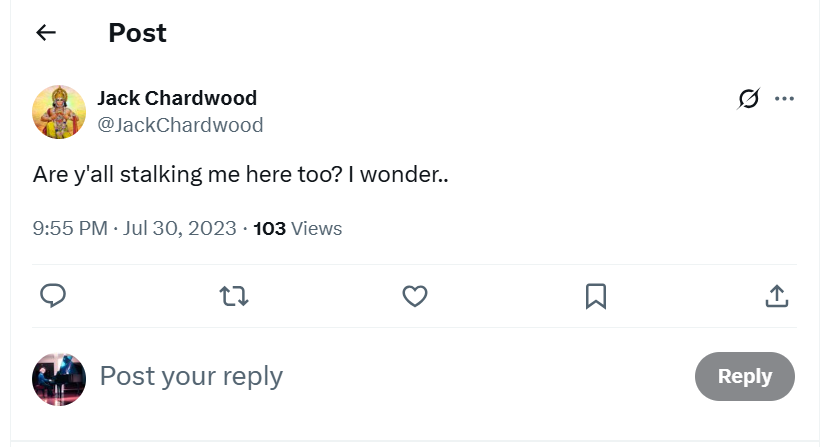 Post
Jack Chardwood
@JackChardwood
Are y'all stalking me here too? I wonder..
9:55 PM · Jul 30, 2023 · 103 Views
Post your reply
Reply